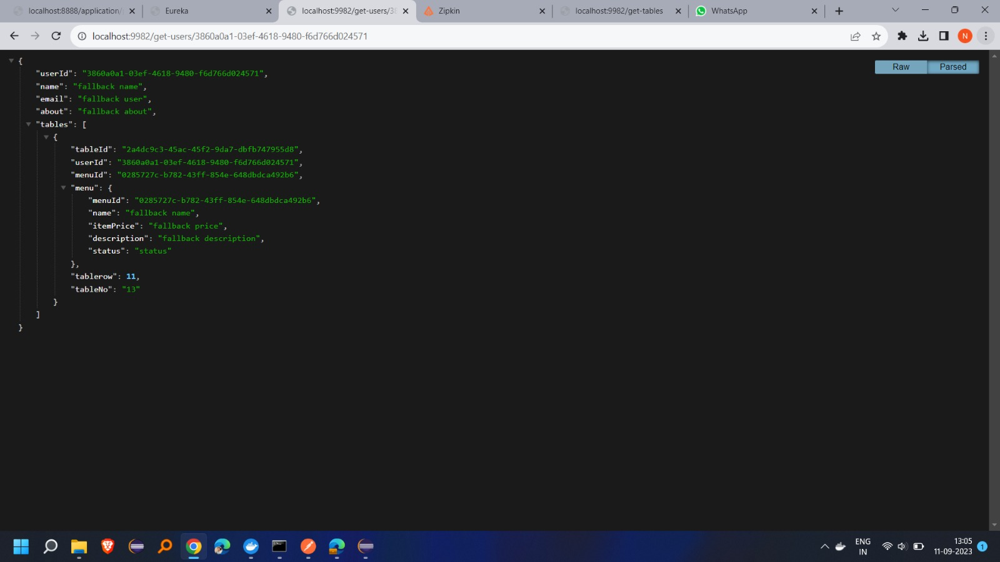 localhost:8888/application/
Eureka
localhost:9982/get-users/38
Zipkin
localhost:9982/get-tables
WhatsApp
localhost:9982/get-users/3860a0a1-03ef-4618-9480-f6d766d024571
N
Raw
Parsed
{
"userId": "3860a0a1-03ef-4618-9480-f6d766d024571",
"name": "fallback name",
"email": "fallback user",
"about": "fallback about",
"tables": [
{
"tableId": "2a4dc9c3-45ac-45f2-9da7-dbfb747955d8",
"userId": "3860a0a1-03ef-4618-9480-f6d766d024571",
"menuId": "0285727c-b782-43ff-854e-648dbdca492b6",
"menu": {
"menuId": "0285727c-b782-43ff-854e-648dbdca492b6",
"name": "fallback name",
"itemPrice": "fallback price",
"description": "fallback description",
"status": "status"
},
"tablerow": 11,
"tableNo": "13"
}
]
}
ENG
IN
13:05
11-09-2023
1